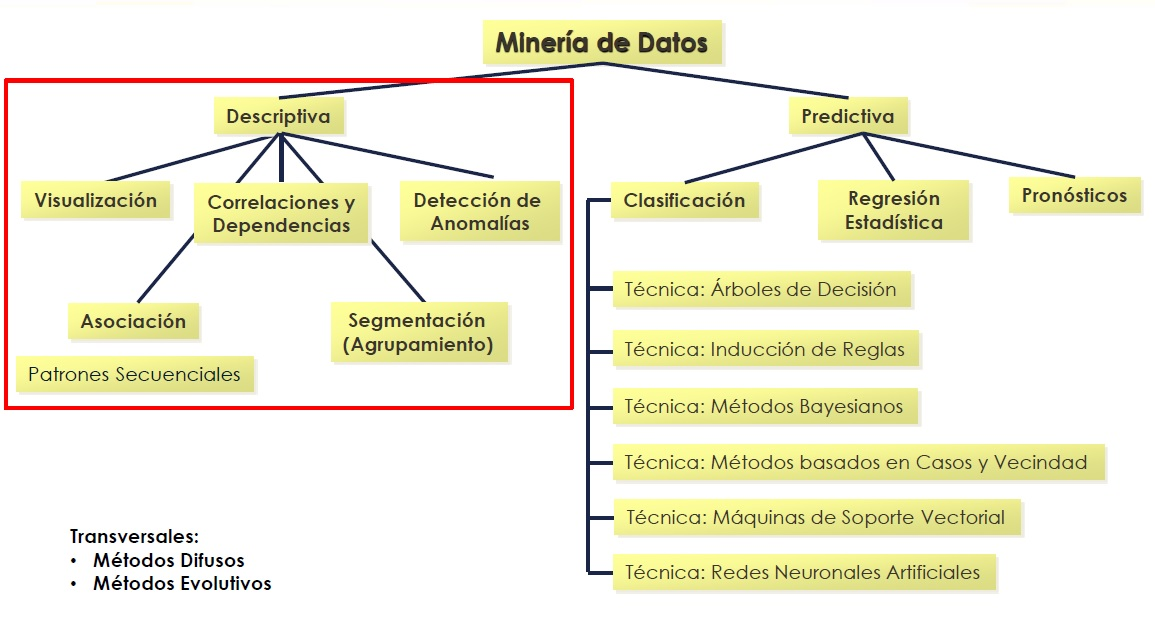 Minería de Datos
Descriptiva
Predictiva
Visualización
Correlaciones y
Dependencias
Detección de
Anomalías
Clasificación
Regresión
Estadística
Pronósticos
Asociación
Segmentación
(Agrupamiento)
Patrones Secuenciales
Técnica: Árboles de Decisión
Técnica: Inducción de Reglas
Técnica: Métodos Bayesianos
Técnica: Métodos basados en Casos y Vecindad
Técnica: Máquinas de Soporte Vectorial
Técnica: Redes Neuronales Artificiales
Transversales:
• Métodos Difusos
• Métodos Evolutivos